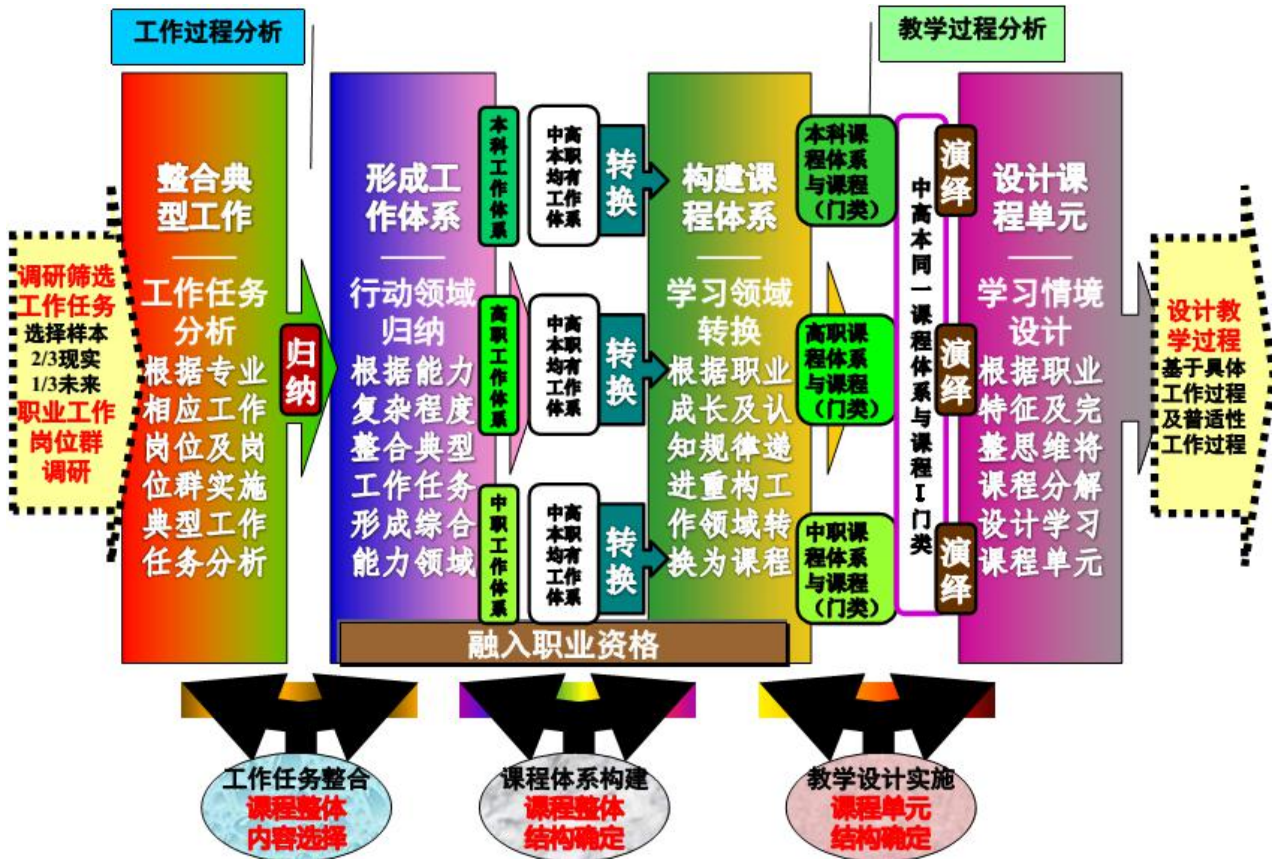 工作过程分析
教学过程分析
调研筛选
工作任务
选择样本
2/3现实
1/3未来
职业工作
岗位群
调研
整合典
型工作
工作任务
分析
根据专业
相应工作
岗位及岗
位群实施
典型工作
任务分析
归
纳
形成工
作体系
行动领域
归纳
根据能力
复杂程度
整合典型
工作任务
形成综合
能力领域
本科工作体系
高职工作体系
中职工作体系
中高
本职
均有
工作
体系
中高
本职
均有
工作
体系
中高
本职
均有
工作
体系
转换
转换
转换
构建课
程体系
学习领域
转换
根据职业
成长及认
知规律递
进重构工
作领域转
换为课程
本科课
程体系
与课程
（门类）
高职课
程体系
与课程
（门类）
中职课
程体系
与课程
（门类）
中高本同一课程体系与课程I门类
演绎
演绎
演绎
设计课
程单元
学习情境
设计
根据职业
特征及完
整思维将
课程分解
设计学习
课程单元
设计教
学过程
基于具体
工作过程
及普适性
工作过程
融入职业资格
工作任务整合
课程整体
内容选择
课程体系构建
课程整体
结构确定
教学设计实施
课程单元
结构确定